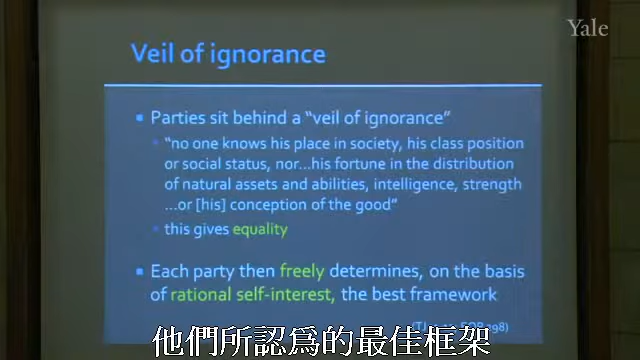 Yale
Veil of ignorance
Parties sit behind a “veil of ignorance”
“no one knows his place in society, his class position
or social status, nor…his fortune in the distribution
of natural assets and abilities, intelligence, strength
…or [his] conception of the good”
this gives equality
Each party then freely determines, on the basis
of rational self-interest, the best framework
298)
他們所認爲的最佳框架